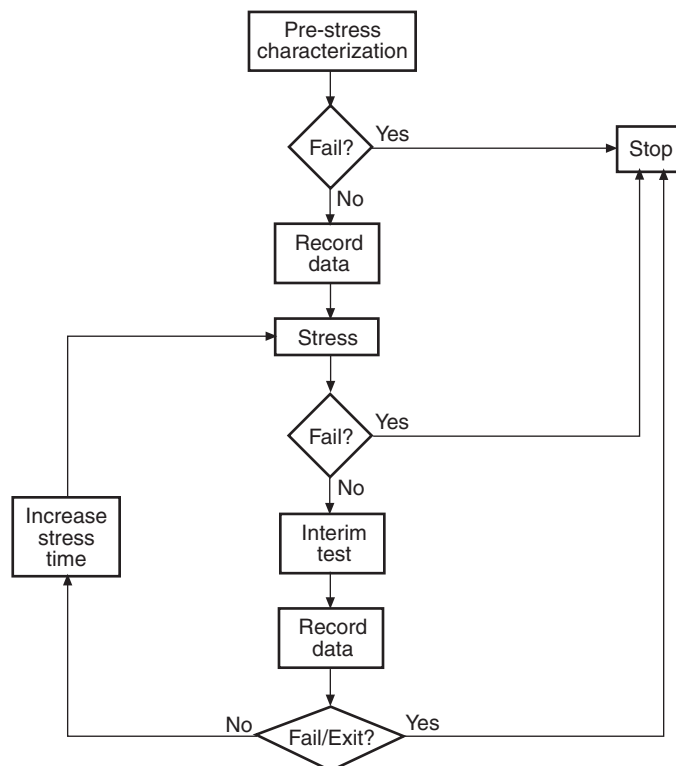 Pre-stress
characterization
Fail?
Yes
Stop
No
Record
data
Stress
Fail?
Yes
No
Increase
stress
time
Interim
test
Record
data
No
Fail/Exit?
Yes